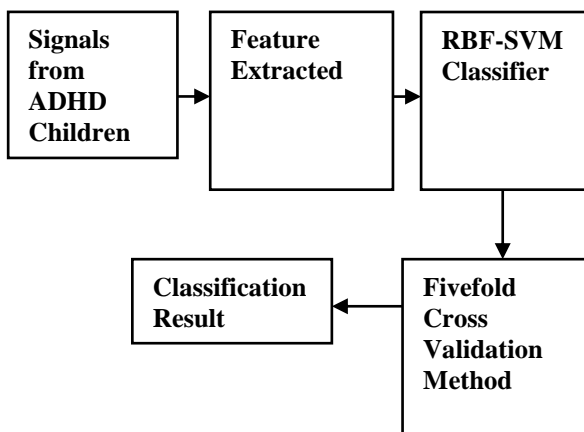 Signals
from
ADHD
Children
Feature
Extracted
RBF-SVM
Classifier
Fivefold
Cross
Validation
Method
Classification
Result